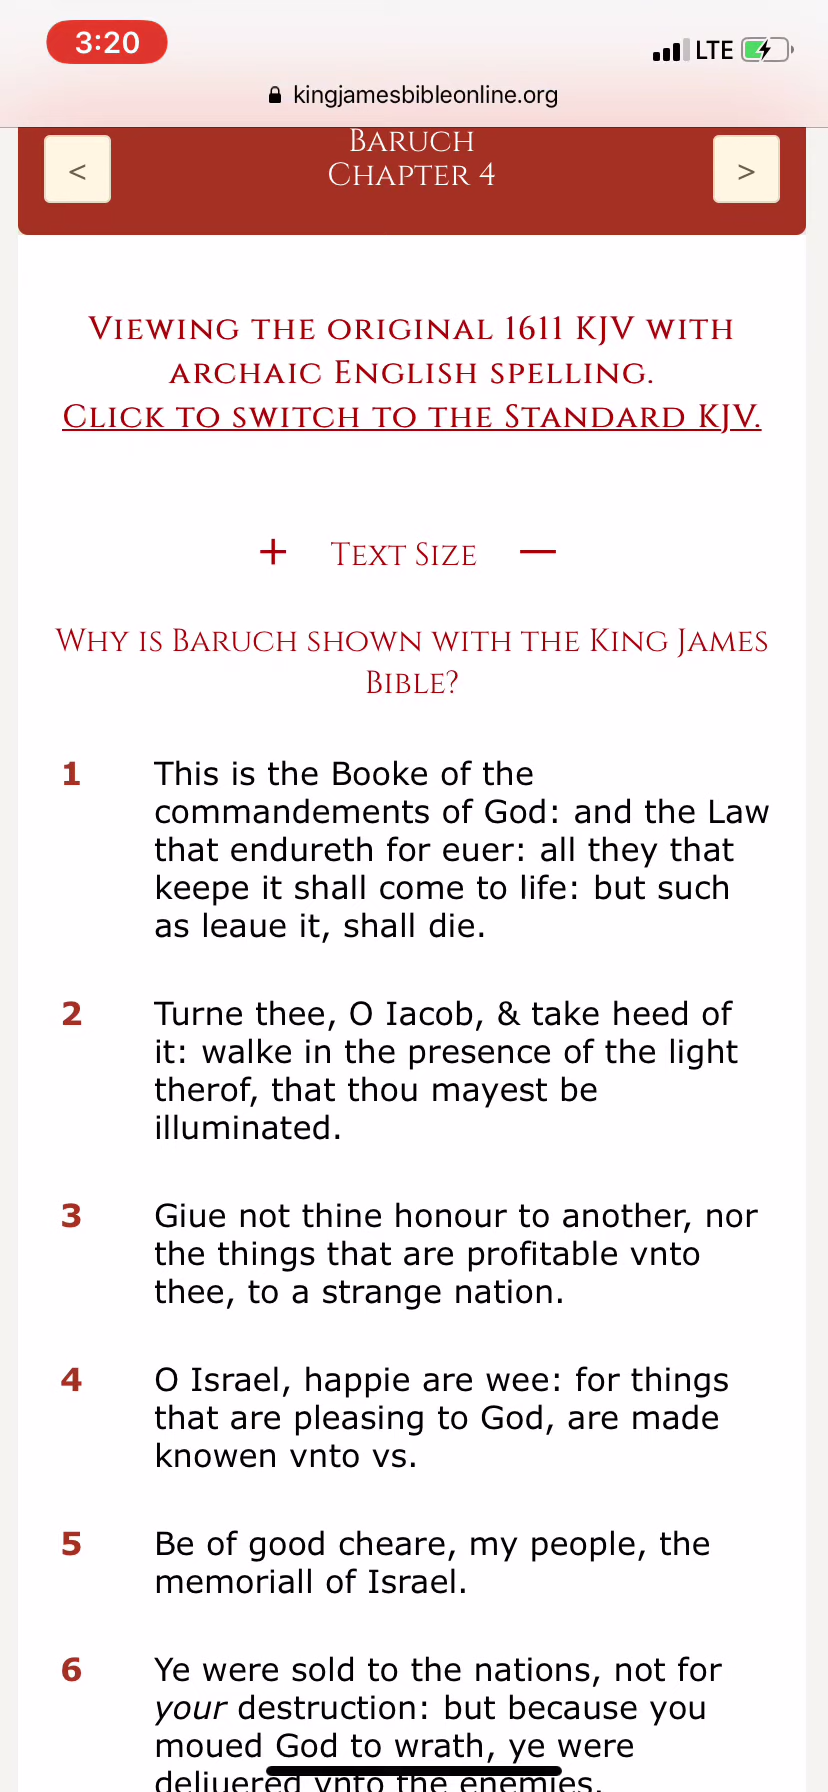 3:20
LTE
kingjamesbibleonline.org
BARUCH
< CHAPTER 4 >
VIEWING THE ORIGINAL 1611 KJV WITH
ARCHAIC ENGLISH SPELLING.
CLICK TO SWITCH TO THE STANDARD KJV.
+ TEXT SIZE —
WHY IS BARUCH SHOWN WITH THE KING JAMES
BIBLE?
1 This is the Booke of the
commandements of God: and the Law
that endureth for euer: all they that
keepe it shall come to life: but such
as leaue it, shall die.
2 Turne thee, O Iacob, & take heed of
it: walke in the presence of the light
therof, that thou mayest be
illuminated.
3 Giue not thine honour to another, nor
the things that are profitable vnto
thee, to a strange nation.
4 O Israel, happie are wee: for things
that are pleasing to God, are made
knowen vnto vs.
5 Be of good cheare, my people, the
memoriall of Israel.
6 Ye were sold to the nations, not for
your destruction: but because you
moued God to wrath, ye were
deliuered vnto the enemies.